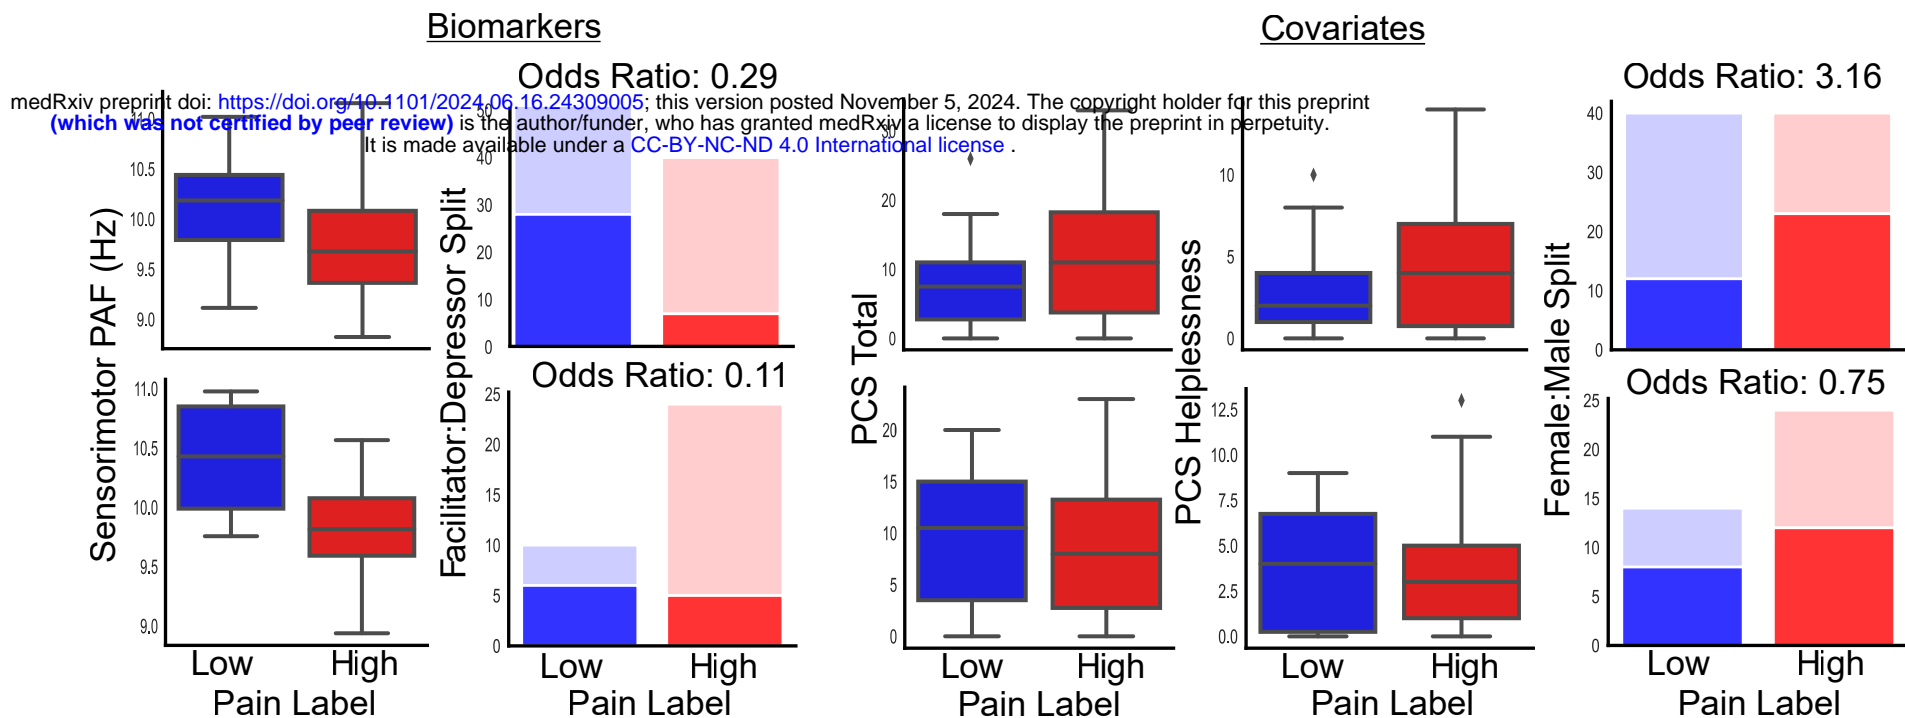 Biomarkers
Covariates
Odds Ratio: 0.29
Odds Ratio: 3.16
medRxiv preprint doi: https://doi.org/10.1101/2024.06.16.24309005; this version posted November 5, 2024. The copyright holder for this preprint
(which was not certified by peer review) is the author/funder, who has granted medRxiv a license to display the preprint in perpetuity.
It is made available under a CC-BY-NC-ND 4.0 International license .
Sensorimotor PAF (Hz)
11.0
10.5
10.0
9.5
9.0
Facilitator:Depressor Split
50
40
30
20
10
0
PCS Total
30
20
10
0
PCS Helplessness
10
5
0
Female:Male Split
40
30
20
10
0
Odds Ratio: 0.11
Odds Ratio: 0.75
11.0
10.5
10.0
9.5
9.0
25
20
15
10
5
0
20
15
10
5
0
12.5
10.0
7.5
5.0
2.5
0.0
25
20
15
10
5
0
Low High
Low High
Low High
Low High
Low High
Pain Label
Pain Label
Pain Label
Pain Label
Pain Label